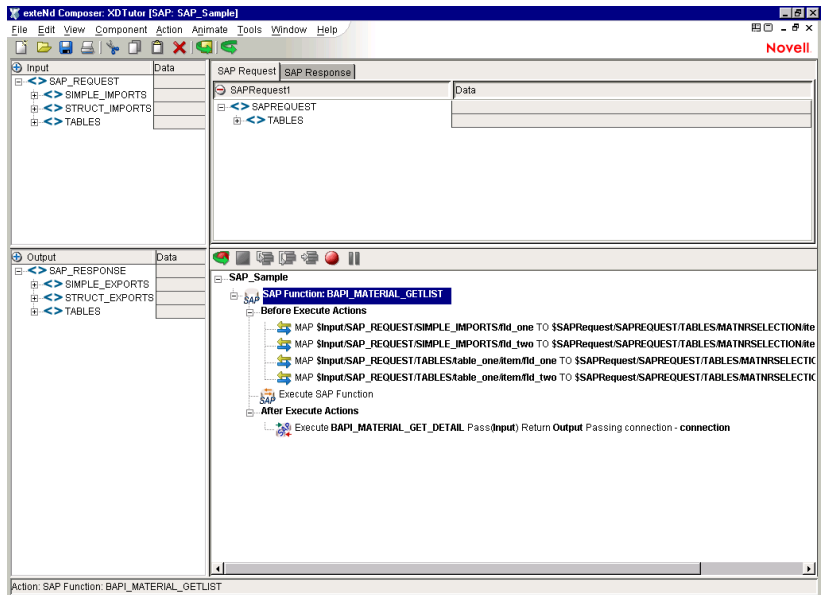 exteNd Composer: XDTutor [SAP: SAP_Sample]
File Edit View Component Action Animate Tools Window Help
Novell
Input Data
SAP_REQUEST
SIMPLE_IMPORTS
STRUCT_IMPORTS
TABLES
SAP Request SAP Response
SAPRequest1 Data
SAPREQUEST
TABLES
Output Data
SAP_RESPONSE
SIMPLE_EXPORTS
STRUCT_EXPORTS
TABLES
SAP_Sample
SAP SAP Function: BAPI_MATERIAL_GETLIST
Before Execute Actions
MAP $Input/SAP_REQUEST/SIMPLE_IMPORTS/fld_one TO $SAPRequest/SAPREQUEST/TABLES/MATNRSELECTION/ite
MAP $Input/SAP_REQUEST/SIMPLE_IMPORTS/fld_two TO $SAPRequest/SAPREQUEST/TABLES/MATNRSELECTION/ite
MAP $Input/SAP_REQUEST/TABLES/table_one/item/fld_one TO $SAPRequest/SAPREQUEST/TABLES/MATNRSELECTIO
MAP $Input/SAP_REQUEST/TABLES/table_one/item/fld_two TO $SAPRequest/SAPREQUEST/TABLES/MATNRSELECTIO
SAP Execute SAP Function
After Execute Actions
Execute BAPI_MATERIAL_GET_DETAIL Pass(Input) Return Output Passing connection - connection
Action: SAP Function: BAPI_MATERIAL_GETLIST